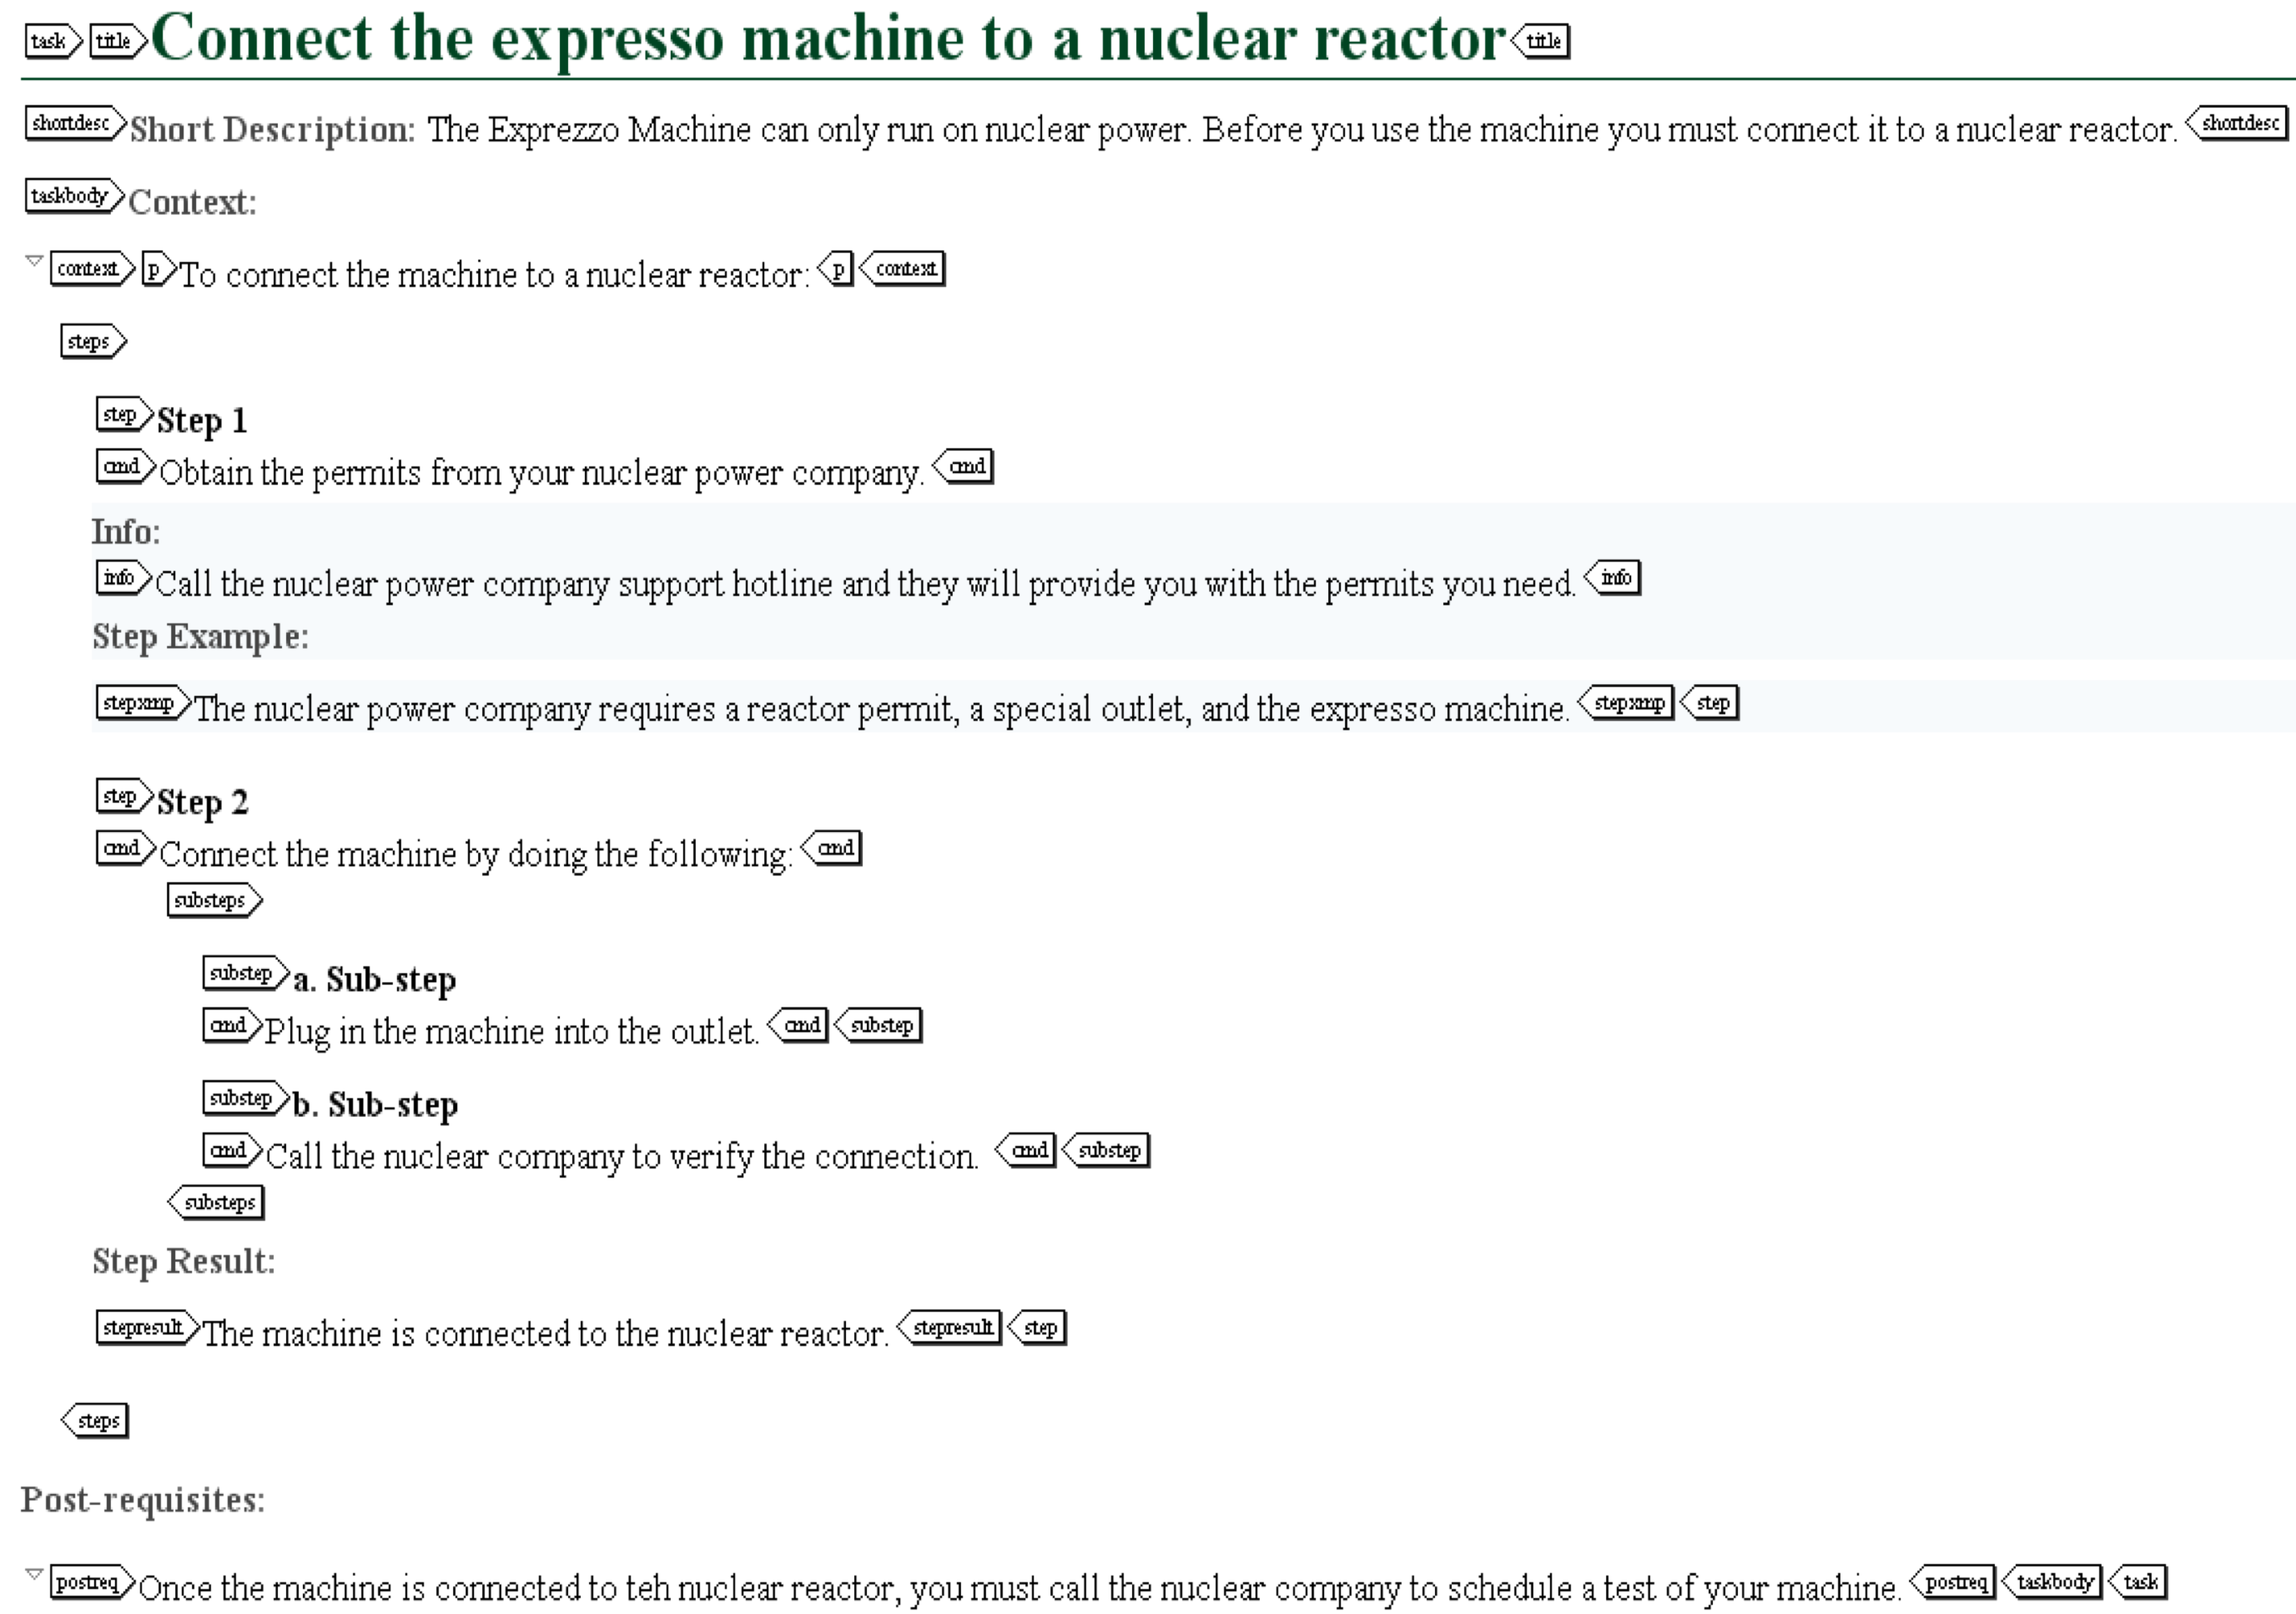 task title Connect the expresso machine to a nuclear reactor title
shortdesc Short Description: The Exprezzo Machine can only run on nuclear power. Before you use the machine you must connect it to a nuclear reactor. shortdesc
taskbody Context:
context p To connect the machine to a nuclear reactor: p context
steps
step Step 1
cmd Obtain the permits from your nuclear power company. cmd
Info:
info Call the nuclear power company support hotline and they will provide you with the permits you need. info
Step Example:
stepxmp The nuclear power company requires a reactor permit, a special outlet, and the expresso machine. stepxmp step
step Step 2
cmd Connect the machine by doing the following: cmd
substeps
substep a. Sub-step
cmd Plug in the machine into the outlet. cmd substep
substep b. Sub-step
cmd Call the nuclear company to verify the connection. cmd substep
substeps
Step Result:
stepresult The machine is connected to the nuclear reactor. stepresult step
steps
Post-requisites:
postreq Once the machine is connected to teh nuclear reactor, you must call the nuclear company to schedule a test of your machine. postreq taskbody task